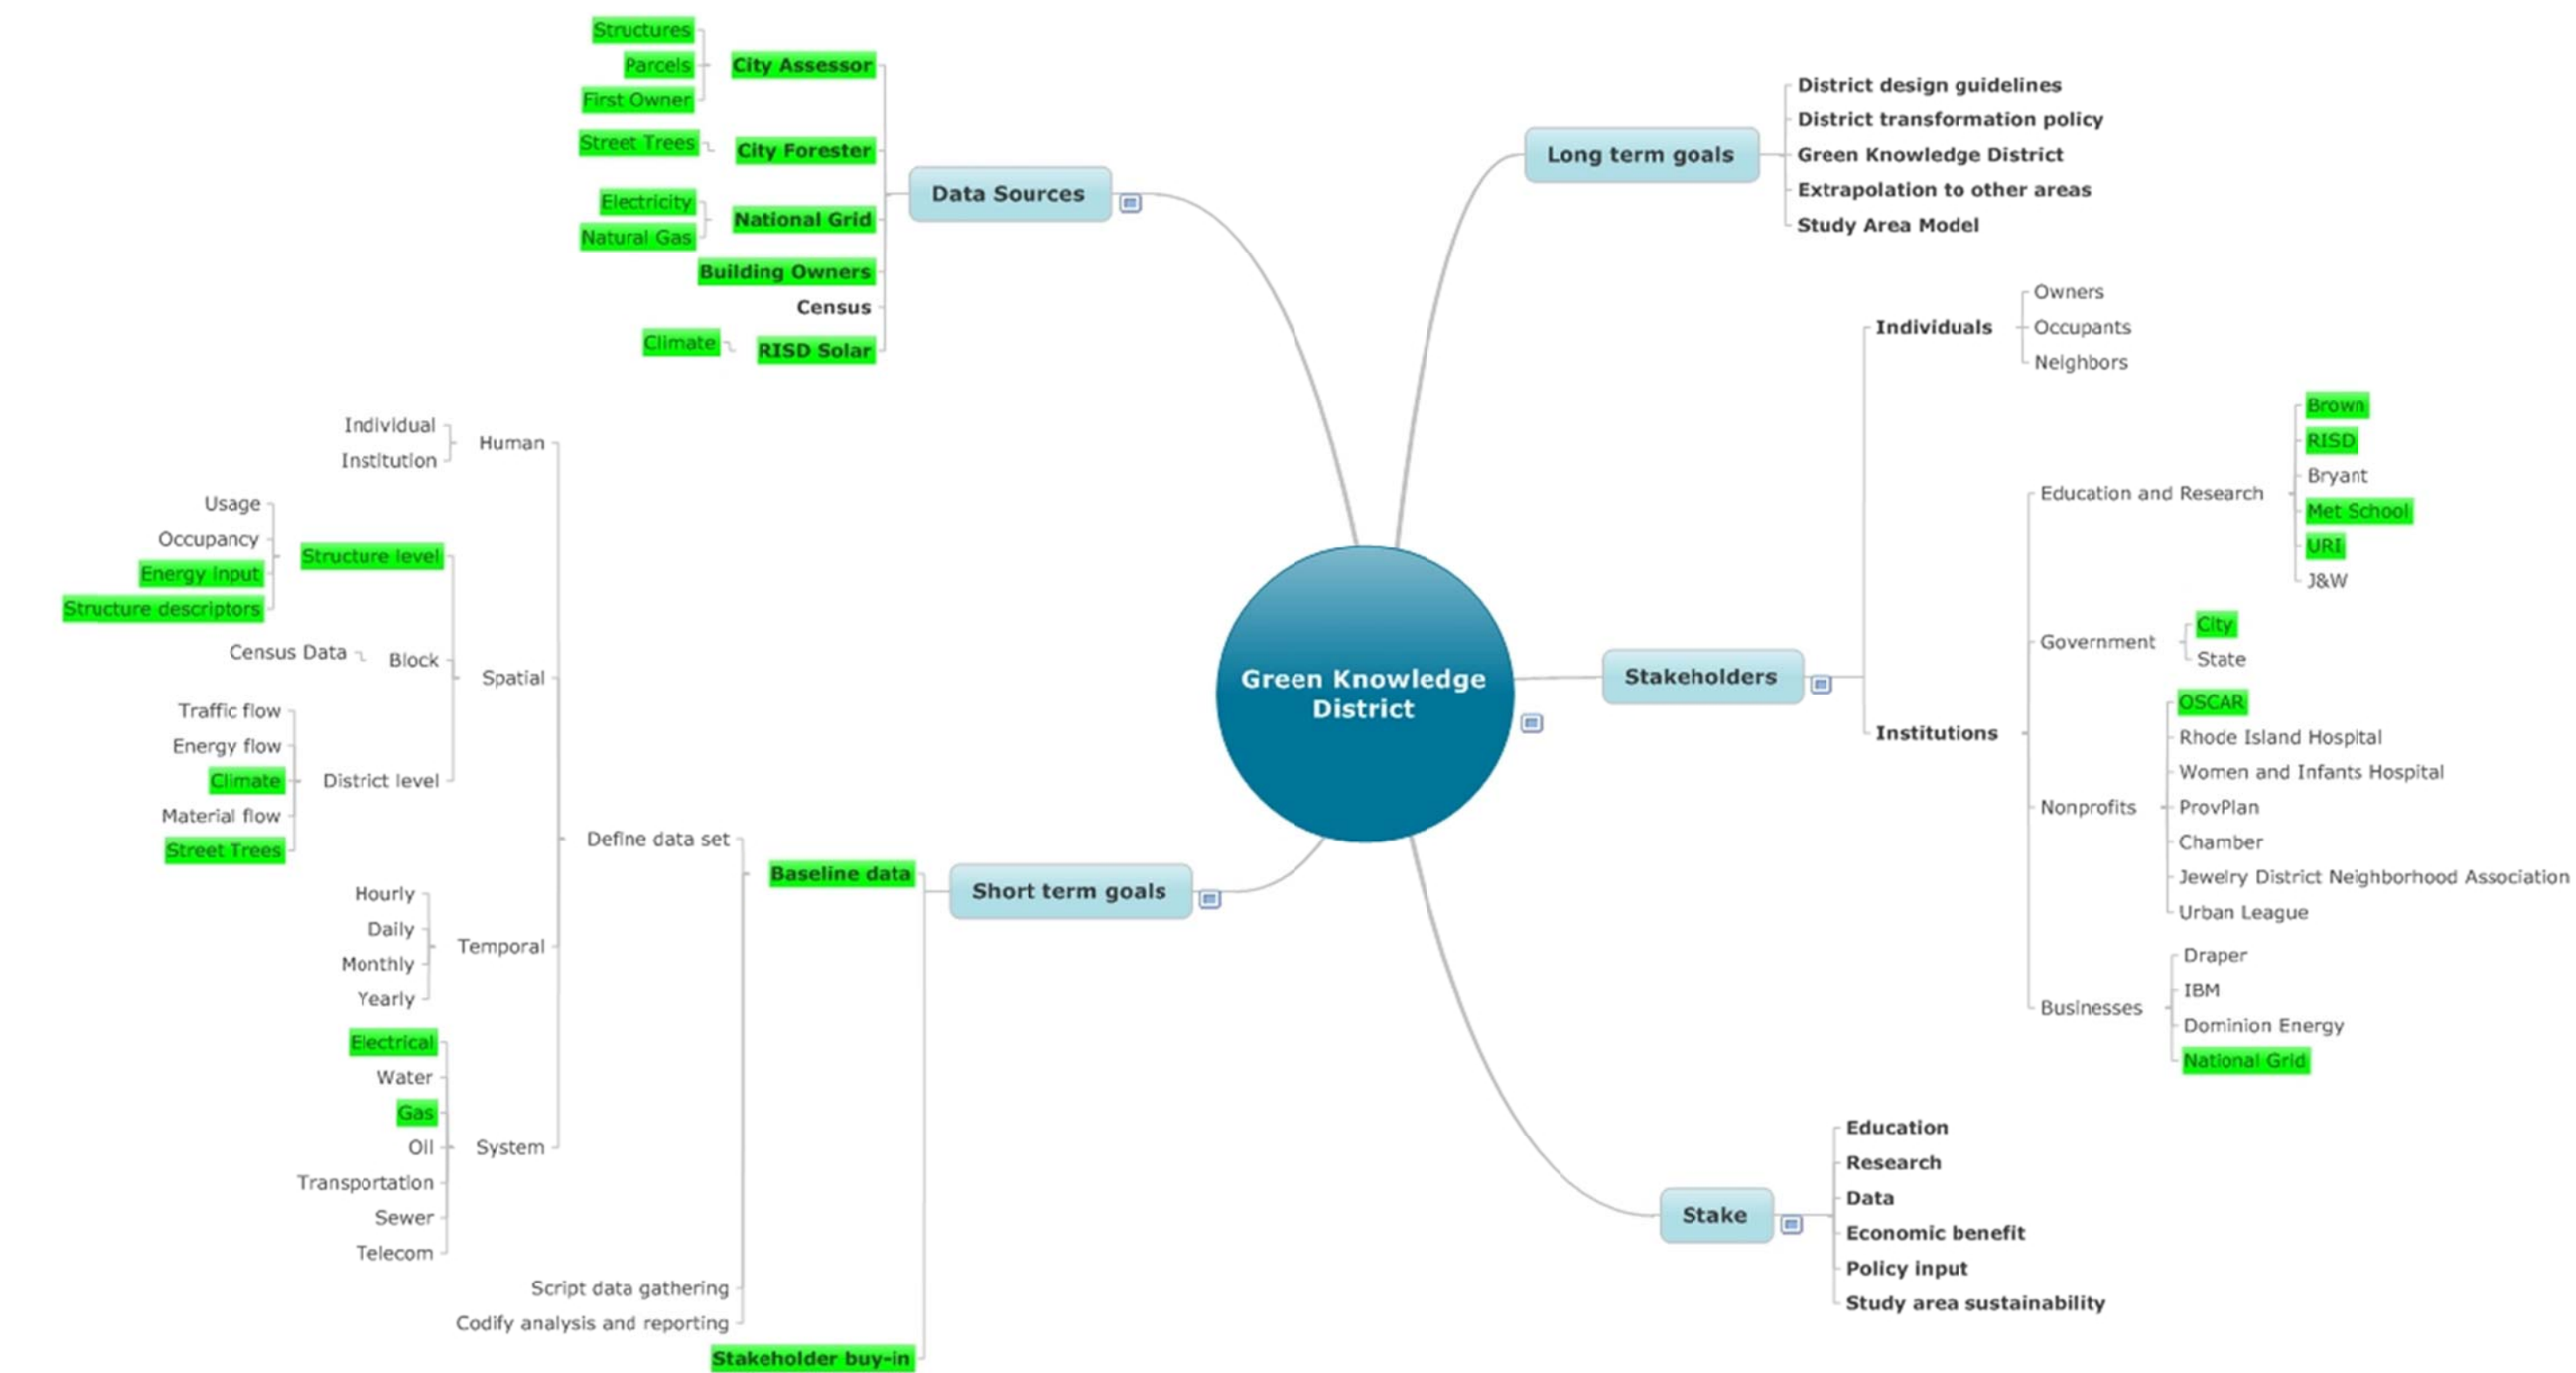 Structures
Parcels
First Owner
City Assessor
Street Trees
City Forester
Electricity
Natural Gas
National Grid
Building Owners
Census
Climate
RISD Solar
Data Sources
Long term goals
District design guidelines
District transformation policy
Green Knowledge District
Extrapolation to other areas
Study Area Model
Individuals
Owners
Occupants
Neighbors
Education and Research
Brown
RISD
Bryant
Met School
URI
J&W
Government
City
State
Stakeholders
Institutions
Nonprofits
OSCAR
Rhode Island Hospital
Women and Infants Hospital
ProvPlan
Chamber
Jewelry District Neighborhood Association
Urban League
Businesses
Draper
IBM
Dominion Energy
National Grid
Green Knowledge
District
Individual
Institution
Human
Usage
Occupancy
Energy input
Structure descriptors
Structure level
Census Data
Block
Spatial
Traffic flow
Energy flow
Climate
Material flow
Street Trees
District level
Define data set
Baseline data
Short term goals
Hourly
Daily
Monthly
Yearly
Temporal
Electrical
Water
Gas
Oil
Transportation
Sewer
Telecom
System
Script data gathering
Codify analysis and reporting
Stakeholder buy-in
Stake
Education
Research
Data
Economic benefit
Policy input
Study area sustainability